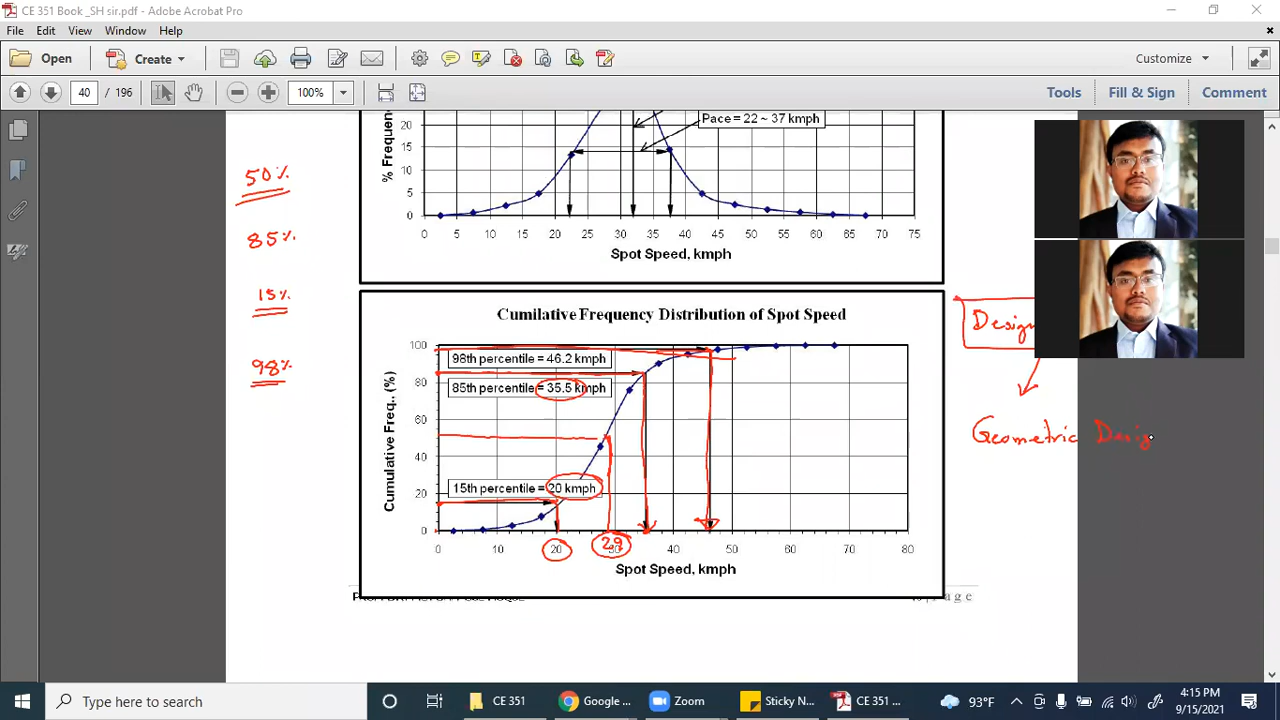 CE 351 Book _SH sir.pdf - Adobe Acrobat Pro
File Edit View Window Help
Open Create Customize
40 / 196 100% Tools Fill & Sign Comment
% Frequency
20
15
10
5
0
Pace = 22 ~ 37 kmph
0 5 10 15 20 25 30 35 40 45 50 55 60 65 70 75
Spot Speed, kmph
50%
85%
15%
98%
Cumilative Frequency Distribution of Spot Speed
Cumulative Freq., (%)
100
80
60
40
20
0
98th percentile = 46.2 kmph
85th percentile = 35.5 kmph
15th percentile = 20 kmph
0 10 20 30 40 50 60 70 80
29
Spot Speed, kmph
Design
Geometric Desig
P a g e
Type here to search
CE 351
Google ...
Zoom
Sticky N...
CE 351 ...
93°F
4:15 PM
9/15/2021